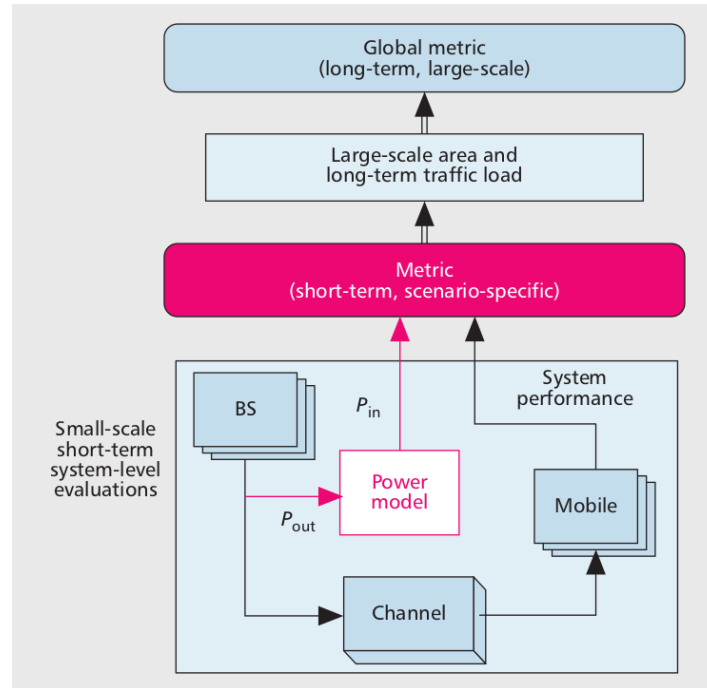 Global metric
(long-term, large-scale)
Large-scale area and
long-term traffic load
Metric
(short-term, scenario-specific)
System
performance
BS
Pin
Small-scale
short-term
system-level
evaluations
Power
model
Pout
Mobile
Channel